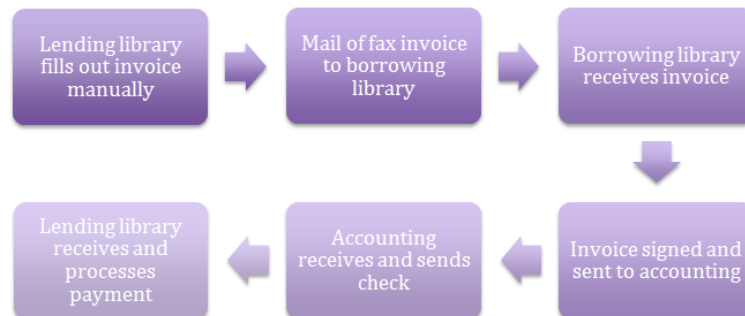 Lending library
fills out invoice
manually
Mail of fax invoice
to borrowing
library
Borrowing library
receives invoice
Invoice signed and
sent to accounting
Accounting
receives and sends
check
Lending library
receives and
processes
payment